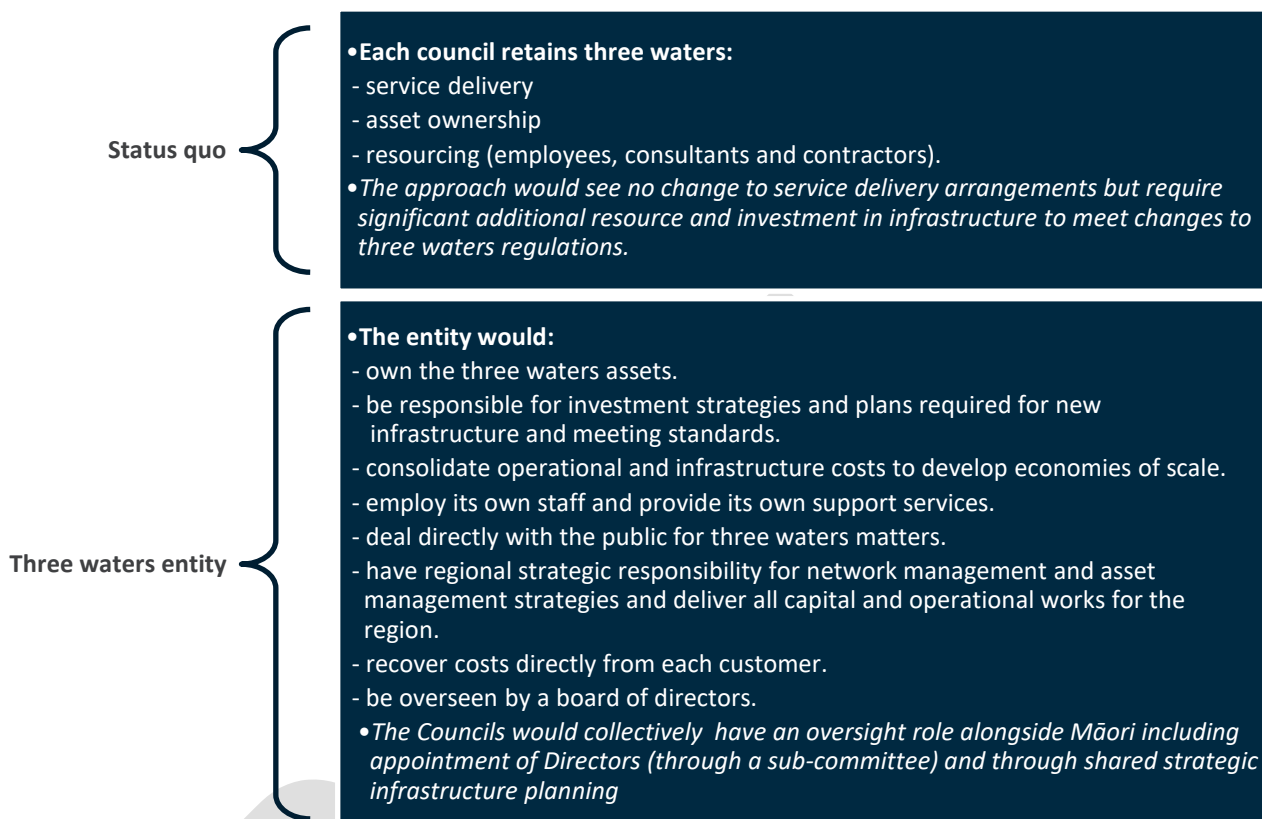 Status quo
•Each council retains three waters:
- service delivery
- asset ownership
- resourcing (employees, consultants and contractors).
•The approach would see no change to service delivery arrangements but require
significant additional resource and investment in infrastructure to meet changes to
three waters regulations.
Three waters entity
•The entity would:
- own the three waters assets.
- be responsible for investment strategies and plans required for new
infrastructure and meeting standards.
- consolidate operational and infrastructure costs to develop economies of scale.
- employ its own staff and provide its own support services.
- deal directly with the public for three waters matters.
- have regional strategic responsibility for network management and asset
management strategies and deliver all capital and operational works for the
region.
- recover costs directly from each customer.
- be overseen by a board of directors.
•The Councils would collectively  have an oversight role alongside Māori including
appointment of Directors (through a sub-committee) and through shared strategic
infrastructure planning